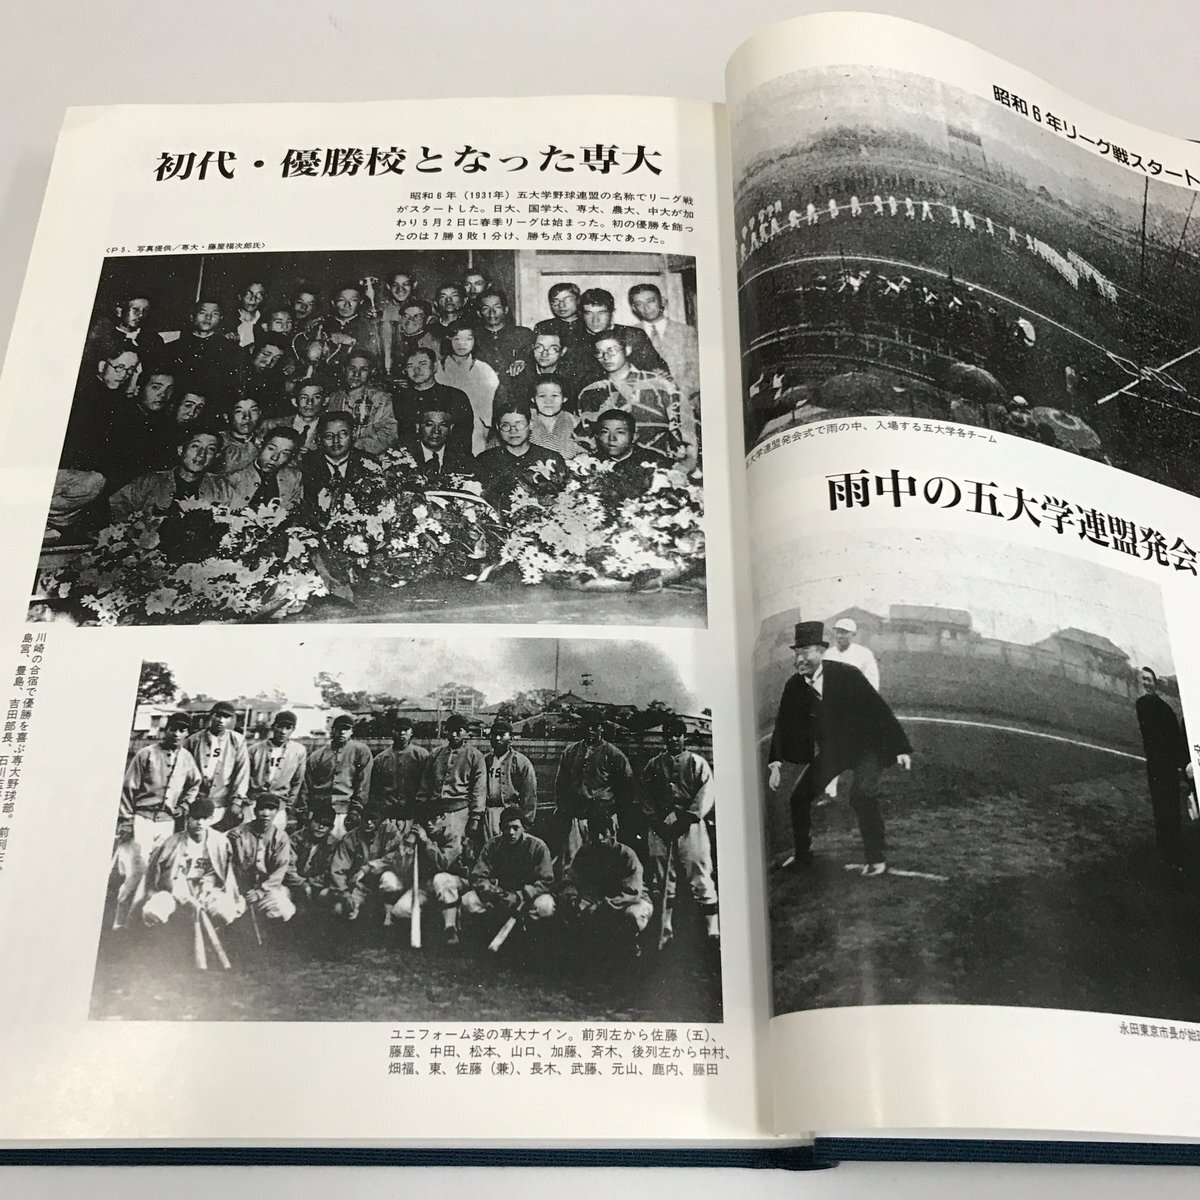 初代・優勝校となった専大
昭和6年（1931年）五大学野球連盟の名称でリーグ戦
がスタートした。日大、国学大、専大、農大、中大が加
わり5月2日に春季リーグは始まった。初の優勝を飾っ
たのは7勝3敗1分け、勝ち点3の専大であった。
〈P5、写真提供／専大・藤屋福次郎氏〉
川崎の合宿で優勝を喜ぶ専大野球部。前列左
島宮、豊島、吉田部長、石川
ユニフォーム姿の専大ナイン。前列左から佐藤（五）、
藤屋、中田、松本、山口、加藤、斉木、後列左から中村、
畑福、東、佐藤（兼）、長木、武藤、元山、鹿内、藤田
昭和6年リーグ戦スタート
五大学連盟発会式で雨の中、入場する五大学各チーム
雨中の五大学連盟発会
永田東京市長が始球